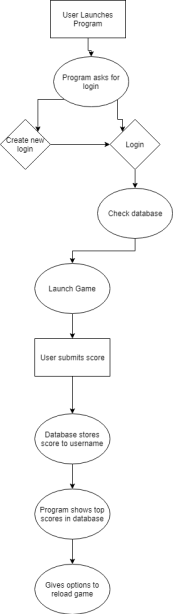 User Launches
Program
Program asks for
login
Create new
login
Login
Check database
Launch Game
User submits score
Database stores
score to username
Program shows top
scores in database
Gives options to
reload game